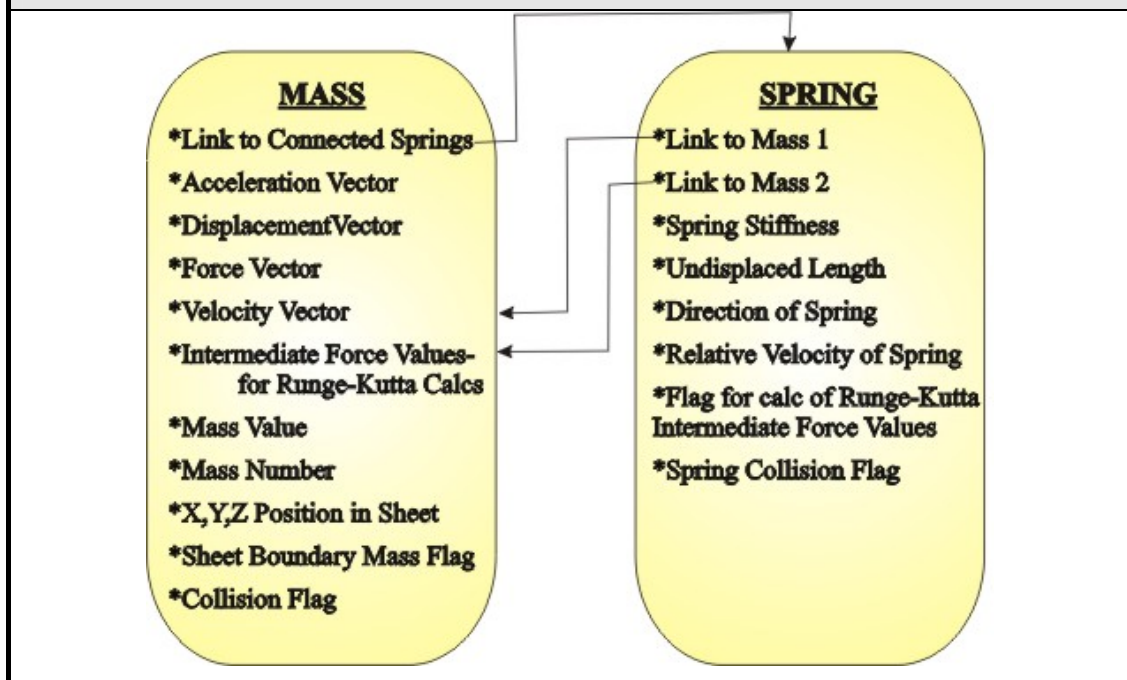 MASS
*Link to Connected Springs
*Acceleration Vector
*DisplacementVector
*Force Vector
*Velocity Vector
*Intermediate Force Values-
for Runge-Kutta Calcs
*Mass Value
*Mass Number
*X,Y,Z Position in Sheet
*Sheet Boundary Mass Flag
*Collision Flag
SPRING
*Link to Mass 1
*Link to Mass 2
*Spring Stiffness
*Undisplaced Length
*Direction of Spring
*Relative Velocity of Spring
*Flag for calc of Runge-Kutta
Intermediate Force Values
*Spring Collision Flag